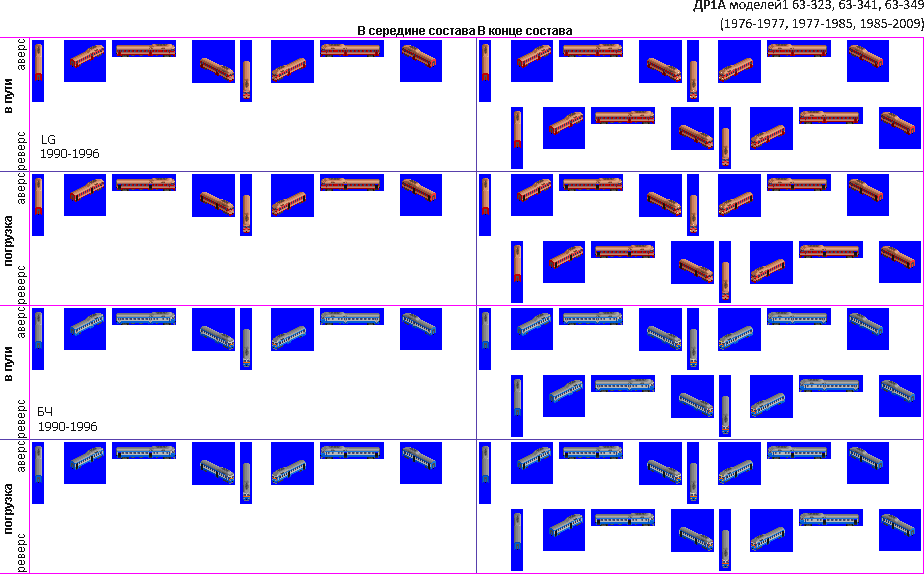 ДР1А моделей1 63-323, 63-341, 63-349
(1976-1977, 1977-1985, 1985-2009)
В середине состава В конце состава
аверс
в пути
LG
1990-1996
реверс
аверс
погрузка
реверс
аверс
в пути
БЧ
1990-1996
реверс
аверс
погрузка
реверс